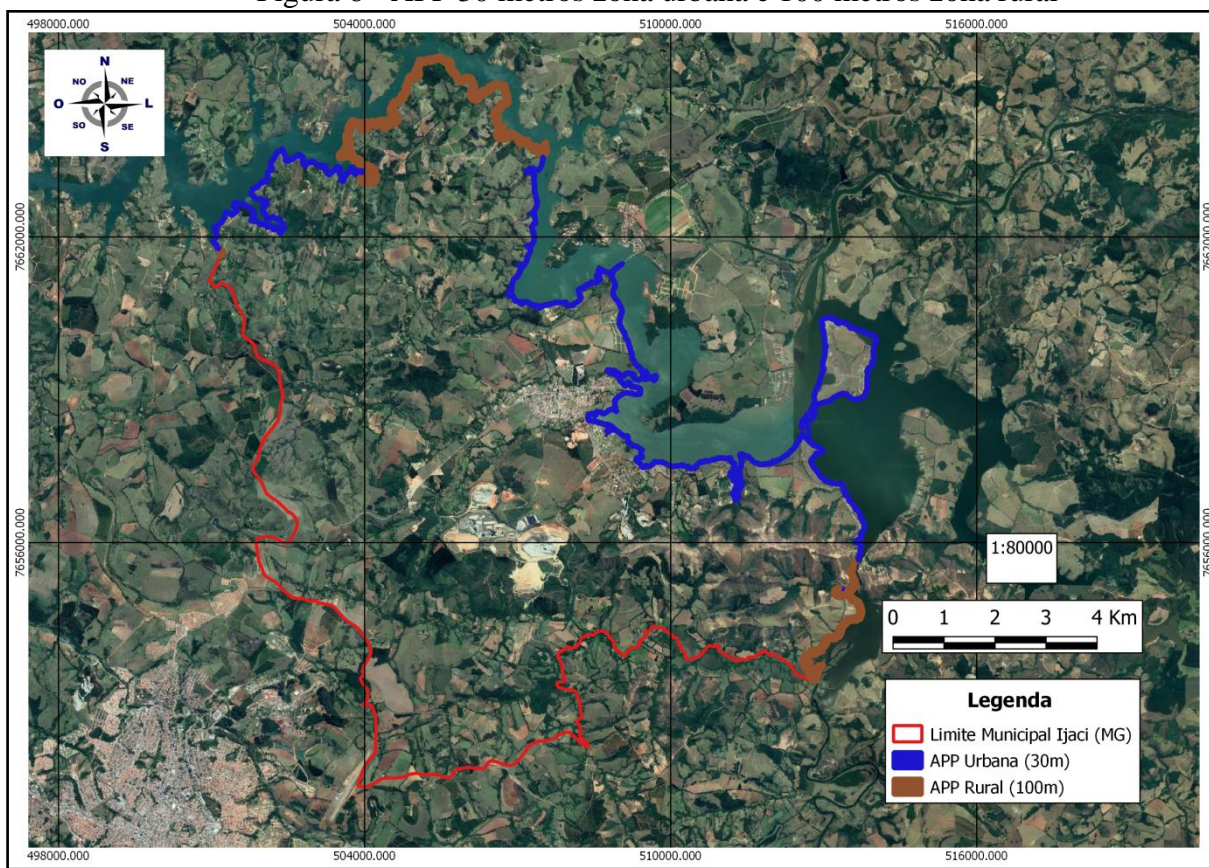 Figura 6 - APP 30 metros zona urbana e 100 metros zona rural
498000.000 504000.000 510000.000 516000.000
N
NO NE
O L
SO SE
S
7662000.000 7662000.000
7656000.000 7656000.000
1:80000
0 1 2 3 4 Km
Legenda
Limite Municipal Ijaci (MG)
APP Urbana (30m)
APP Rural (100m)
498000.000 504000.000 510000.000 516000.000